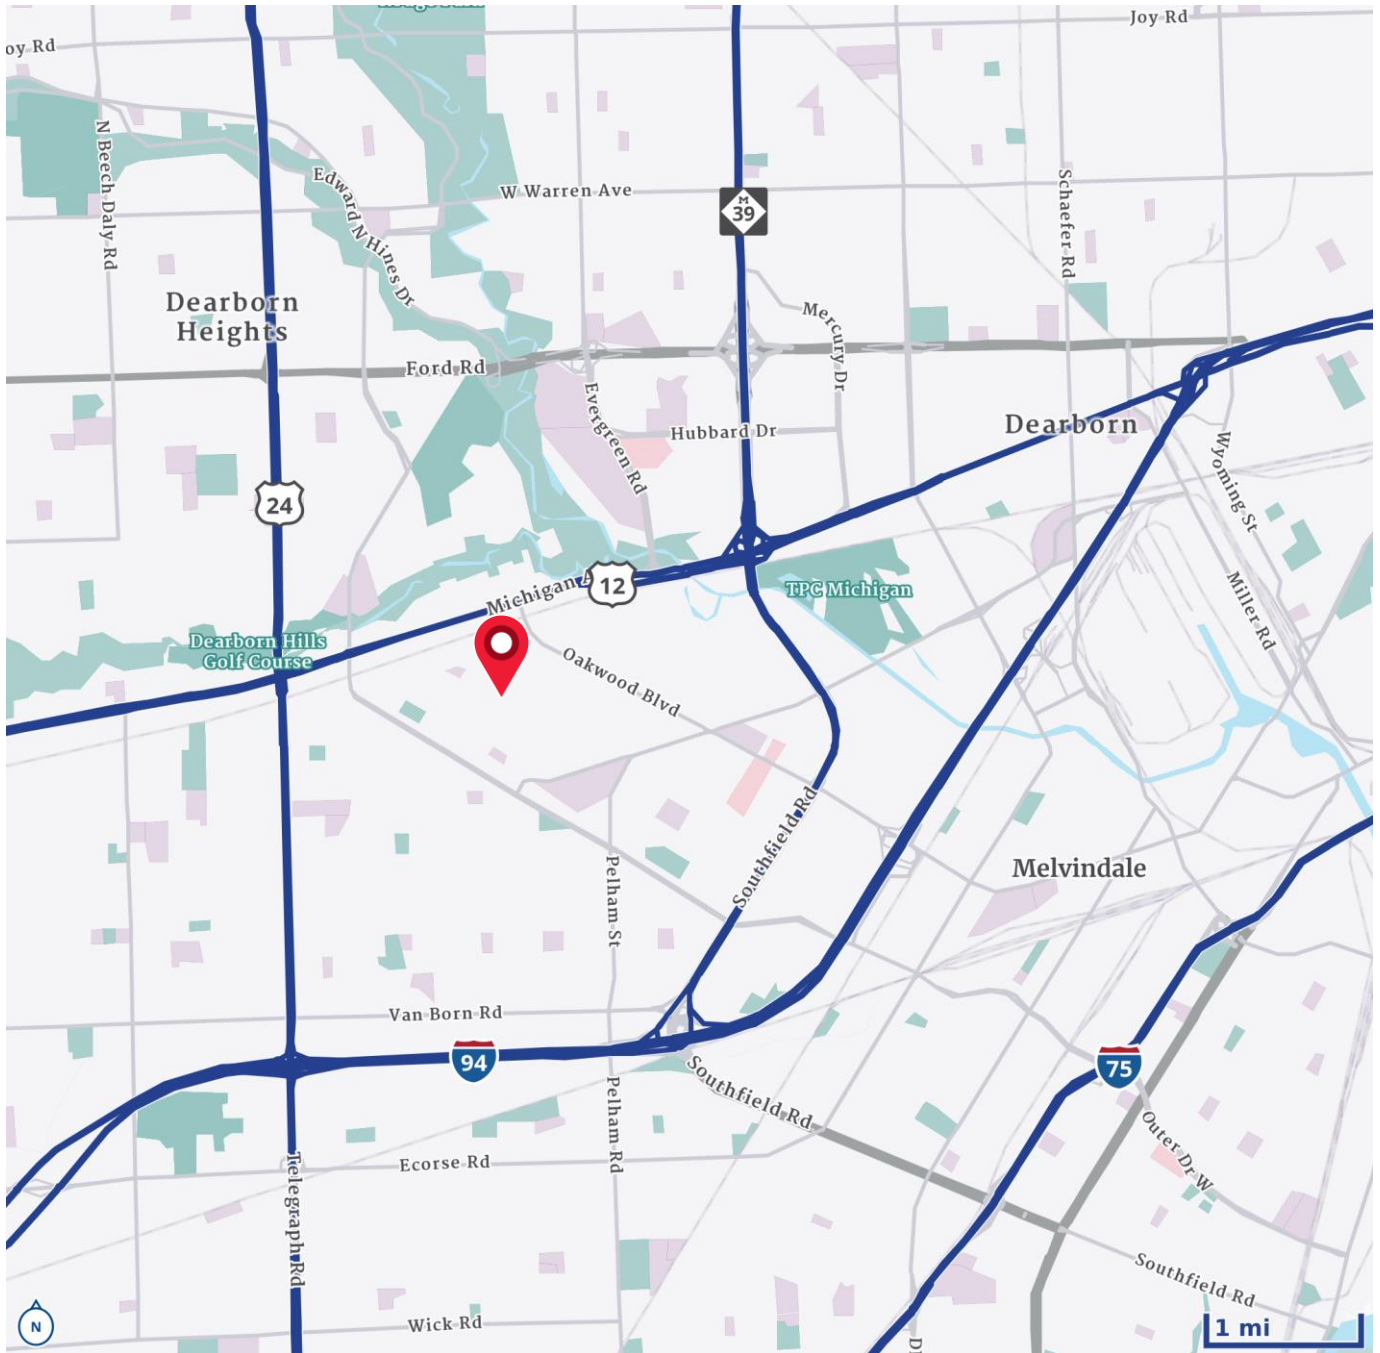 Joy Rd
oy Rd
N Beech Daly Rd
Edward N Hines Dr
W Warren Ave
M
39
Schaefer Rd
Dearborn
Heights
Mercury Dr
Ford Rd
Evergreen Rd
Hubbard Dr
Dearborn
Wyoming St
24
12
TPC Michigan
Miller Rd
Dearborn Hills
Golf Course
Oakwood Blvd
Southfield Rd
Melvindale
Pelham St
Van Born Rd
94
75
Southfield Rd
Pelham Rd
Outer Dr W
Ecorse Rd
Telegraph Rd
Southfield Rd
Wick Rd
N
1 mi